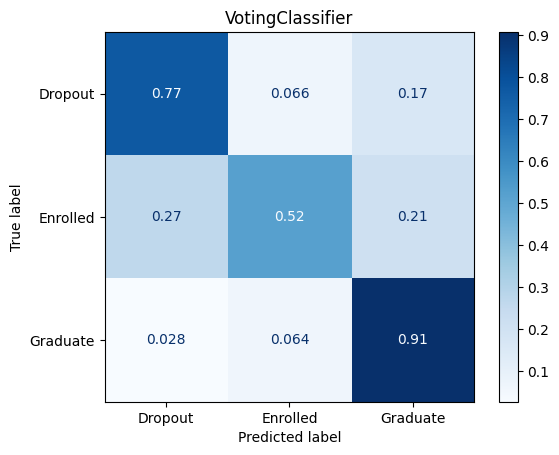 VotingClassifier
Dropout 0.77 0.066 0.17
Enrolled 0.27 0.52 0.21
Graduate 0.028 0.064 0.91
Dropout Enrolled Graduate
Predicted label
True label
0.9
0.8
0.7
0.6
0.5
0.4
0.3
0.2
0.1